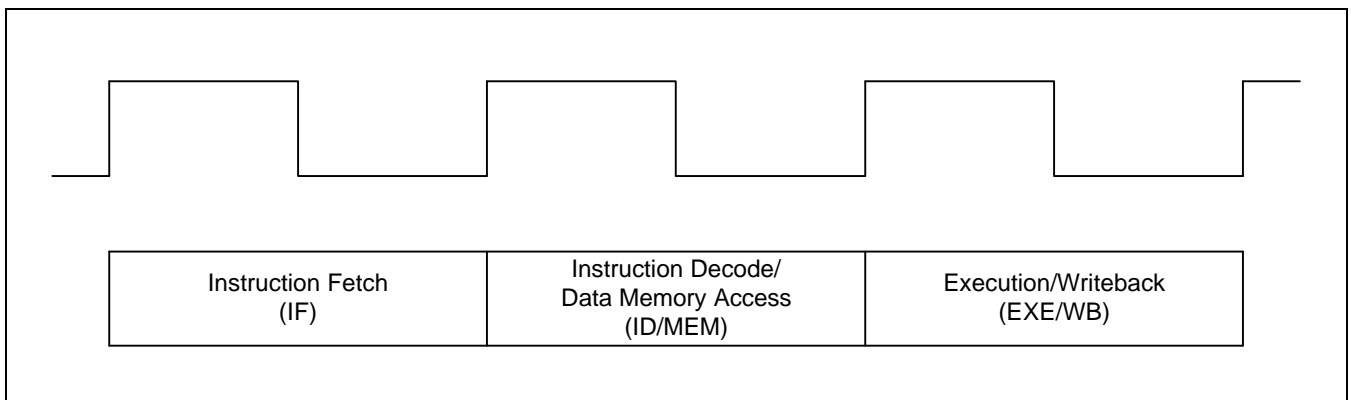 Instruction Fetch
(IF)
Instruction Decode/
Data Memory Access
(ID/MEM)
Execution/Writeback
(EXE/WB)